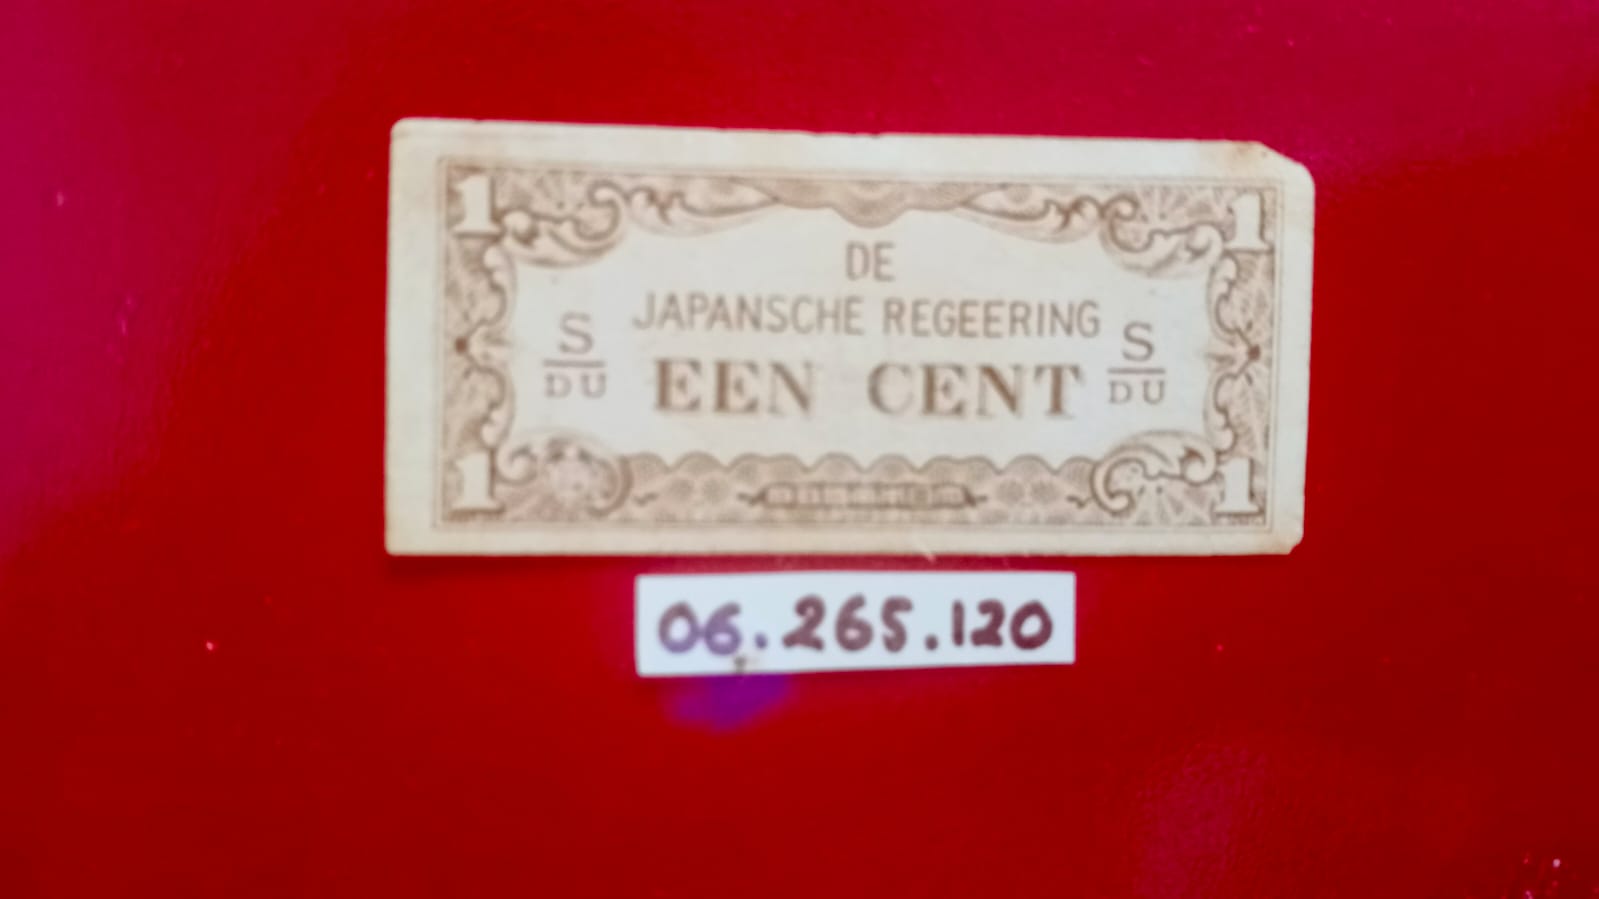 1 1
DE
JAPANSCHE REGEERING
S S
DU EEN CENT DU
1 1
06.265.120